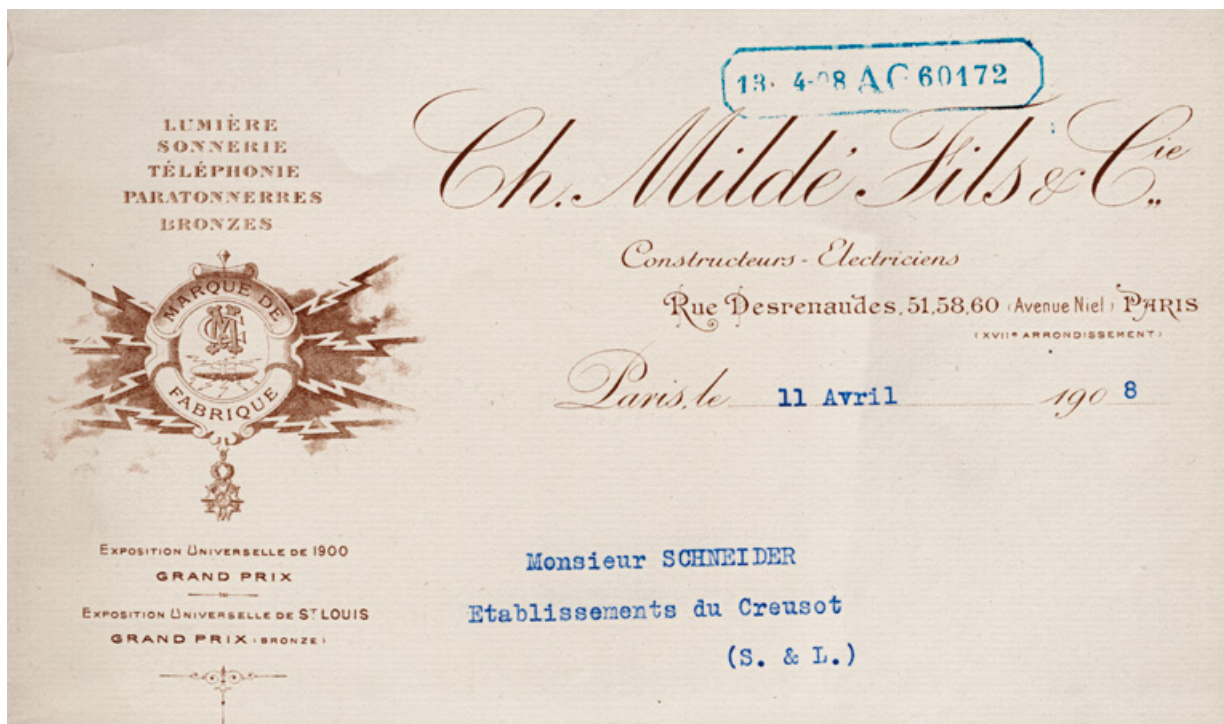 13· 4-08 AC 60172
LUMIÈRE
SONNERIE
TÉLÉPHONIE
PARATONNERRES
BRONZES
Ch. Mildé Fils & Cie
Constructeurs-Electriciens
Rue Desrenaudes, 51,58,60 (Avenue Niel) PARIS
(XVIIe ARRONDISSEMENT)
Paris, le 11 Avril 1908
MARQUE DE
FABRIQUE
EXPOSITION UNIVERSELLE DE 1900
GRAND PRIX
EXPOSITION UNIVERSELLE DE ST LOUIS
GRAND PRIX (BRONZE)
Monsieur SCHNEIDER
Etablissements du Creusot
(S. & L.)